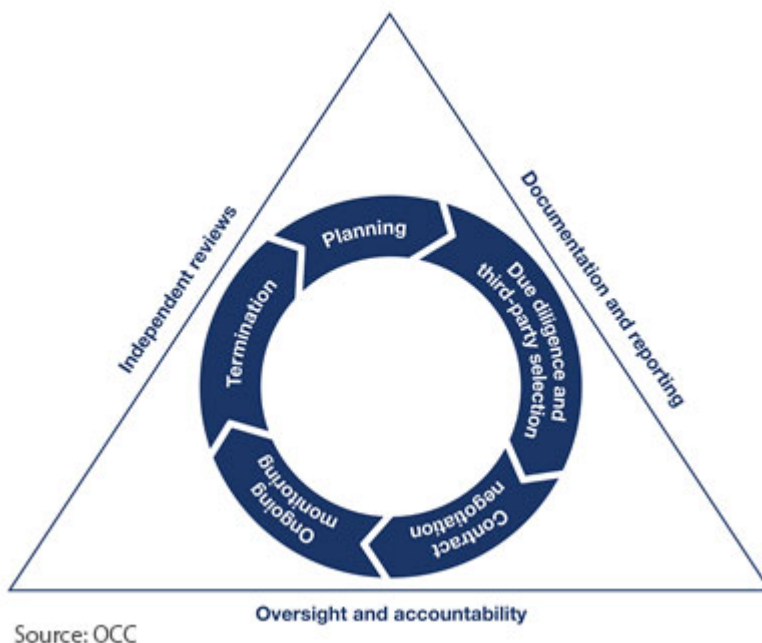 Independent reviews
Documentation and reporting
Planning
Due diligence and
third-party selection
Contract
negotiation
Ongoing
monitoring
Termination
Oversight and accountability
Source: OCC